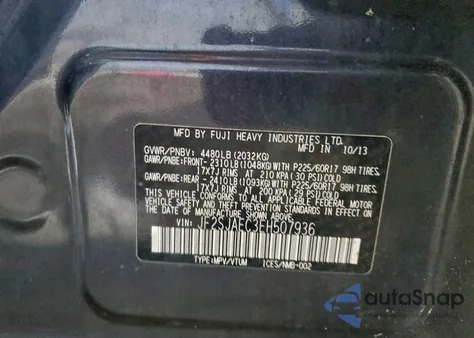 MFD BY FUJI HEAVY INDUSTRIES LTD. IN 10/13
GVWR/PNBV: 4480LB (2032KG)
GAWR/PNBE:FRONT- 2310LB(1048KG)WITH P225/60R17 98H TIRES.
17x7J RIMS AT 210 KPA(30 PSI)COLD
GAWR/PNBE:REAR- 2410LB(1093KG)WITH P225/60R17 98H TIRES.
17x7J RIMS AT 200 KPA(29 PSI)COLD
THIS VEHICLE CONFORMS TO ALL APPLICABLE FEDERAL MOTOR
VEHICLE SAFETY AND BUMPER STANDARDS IN EFFECT ON THE
DATE OF MANUFACTURE SHOWN ABOVE.
VIN: JF2SJAEC3EH507936
TYPE:MPV/VTUM ICES/NMB-002
autoSnap